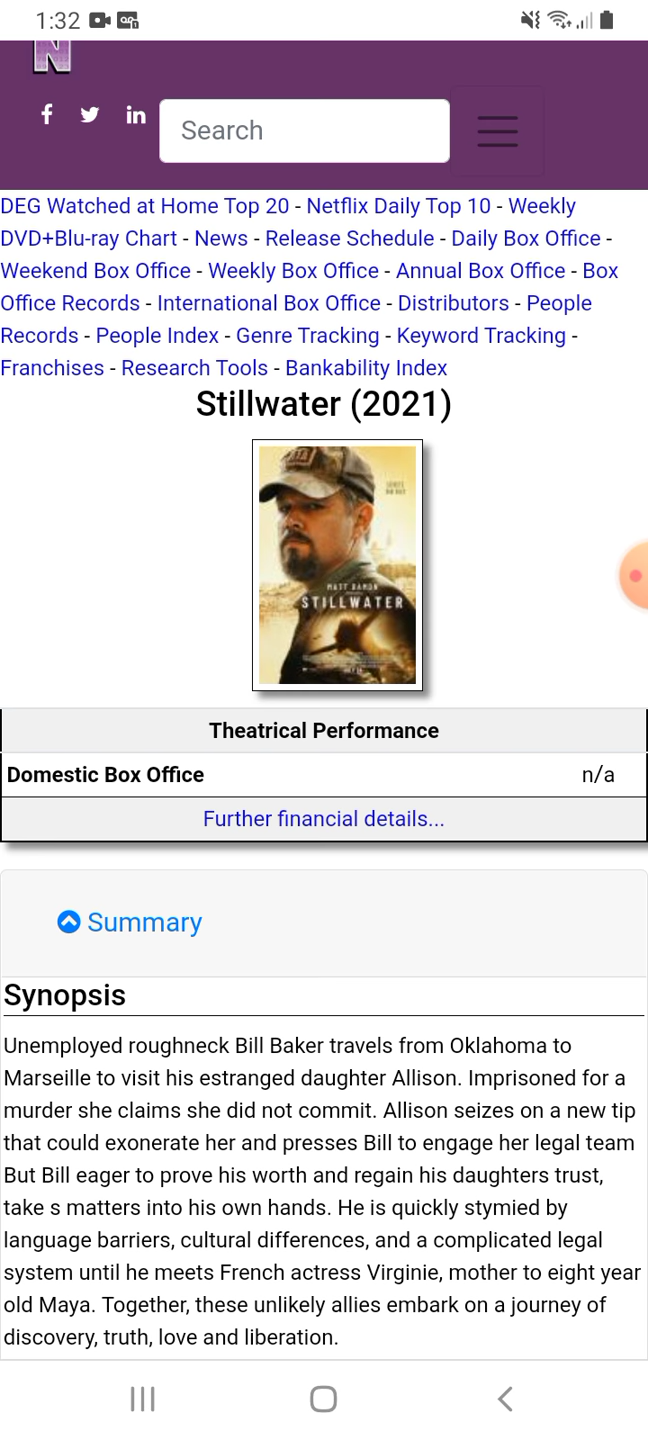 1:32
N
Search
DEG Watched at Home Top 20 - Netflix Daily Top 10 - Weekly
DVD+Blu-ray Chart - News - Release Schedule - Daily Box Office -
Weekend Box Office - Weekly Box Office - Annual Box Office - Box
Office Records - International Box Office - Distributors - People
Records - People Index - Genre Tracking - Keyword Tracking -
Franchises - Research Tools - Bankability Index
Stillwater (2021)
MATT DAMON
STILLWATER
Theatrical Performance
Domestic Box Office n/a
Further financial details...
Summary
Synopsis
Unemployed roughneck Bill Baker travels from Oklahoma to
Marseille to visit his estranged daughter Allison. Imprisoned for a
murder she claims she did not commit. Allison seizes on a new tip
that could exonerate her and presses Bill to engage her legal team
But Bill eager to prove his worth and regain his daughters trust,
take s matters into his own hands. He is quickly stymied by
language barriers, cultural differences, and a complicated legal
system until he meets French actress Virginie, mother to eight year
old Maya. Together, these unlikely allies embark on a journey of
discovery, truth, love and liberation.